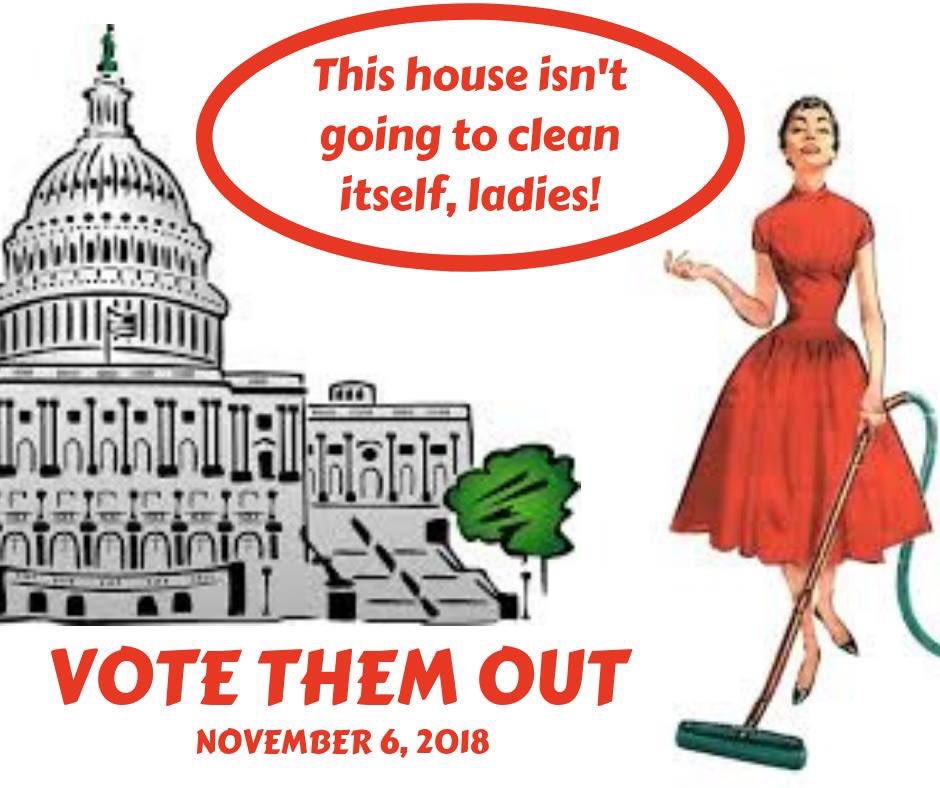 This house isn't
going to clean
itself, ladies!
VOTE THEM OUT
NOVEMBER 6, 2018